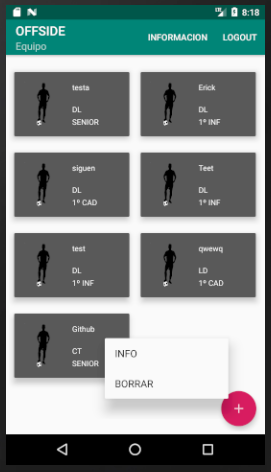 8:18
OFFSIDE
Equipo
INFORMACION LOGOUT
testa
DL
SENIOR
Erick
DL
1º INF
siguen
DL
1º CAD
Teet
DL
1º INF
test
DL
1º INF
qwewq
LD
1º CAD
Github
CT
SENIOR
INFO
BORRAR
+